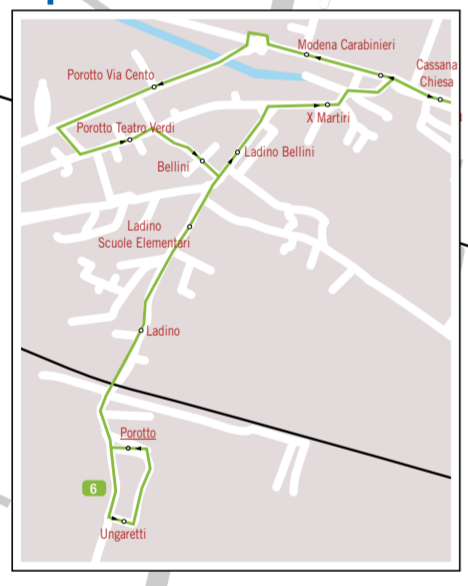 Modena Carabinieri
Cassana
Chiesa
Porotto Via Cento
X Martiri
Porotto Teatro Verdi
Ladino Bellini
Bellini
Ladino
Scuole Elementari
Ladino
Porotto
6
Ungaretti